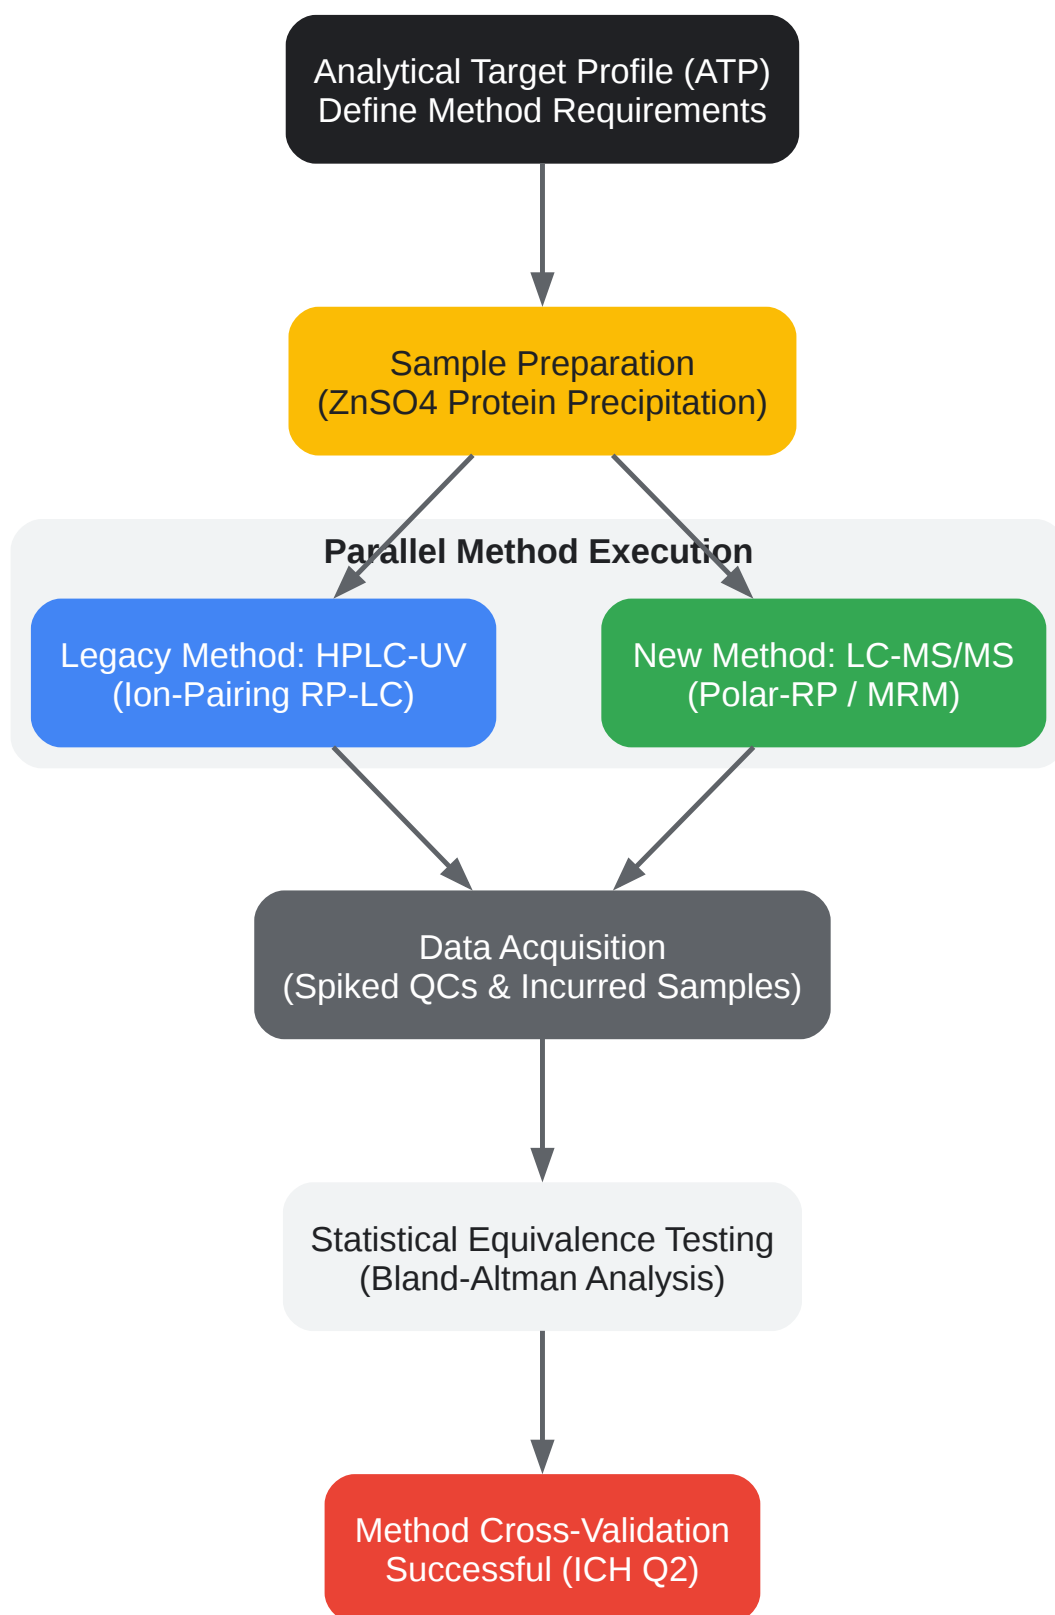 Analytical Target Profile (ATP)
Define Method Requirements
Sample Preparation
(ZnSO4 Protein Precipitation)
Parallel Method Execution
Legacy Method: HPLC-UV
(Ion-Pairing RP-LC)
New Method: LC-MS/MS
(Polar-RP / MRM)
Data Acquisition
(Spiked QCs & Incurred Samples)
Statistical Equivalence Testing
(Bland-Altman Analysis)
Method Cross-Validation
Successful (ICH Q2)